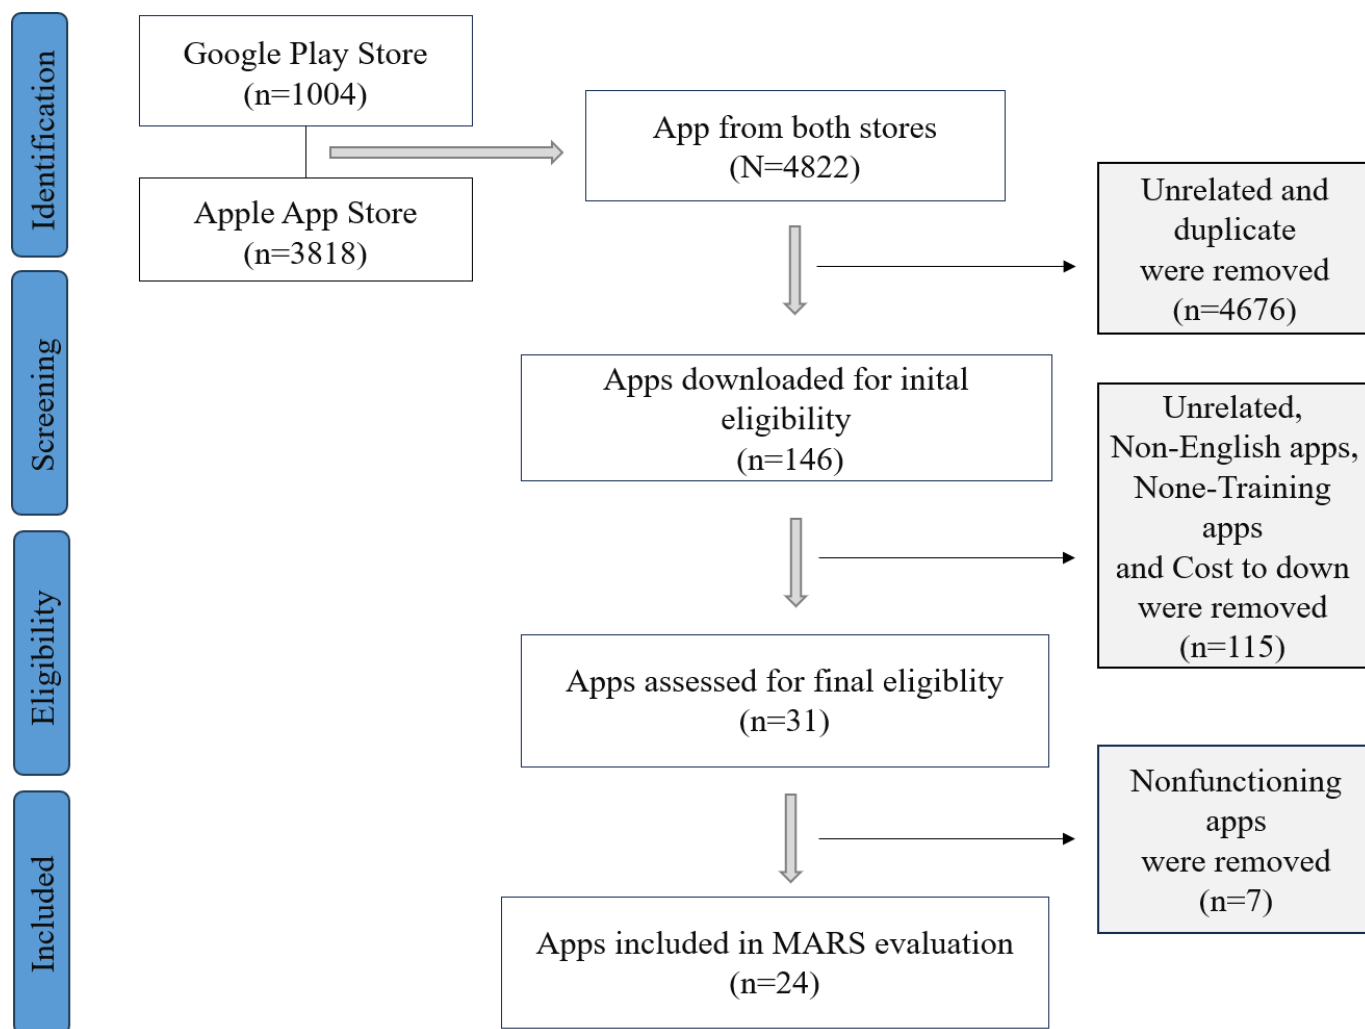 Identification
Google Play Store
(n=1004)
Apple App Store
(n=3818)
App from both stores
(N=4822)
Unrelated and
duplicate
were removed
(n=4676)
Screening
Apps downloaded for inital
eligibility
(n=146)
Unrelated,
Non-English apps,
None-Training
apps
and Cost to down
were removed
(n=115)
Eligibility
Apps assessed for final eligiblity
(n=31)
Nonfunctioning
apps
were removed
(n=7)
Included
Apps included in MARS evaluation
(n=24)